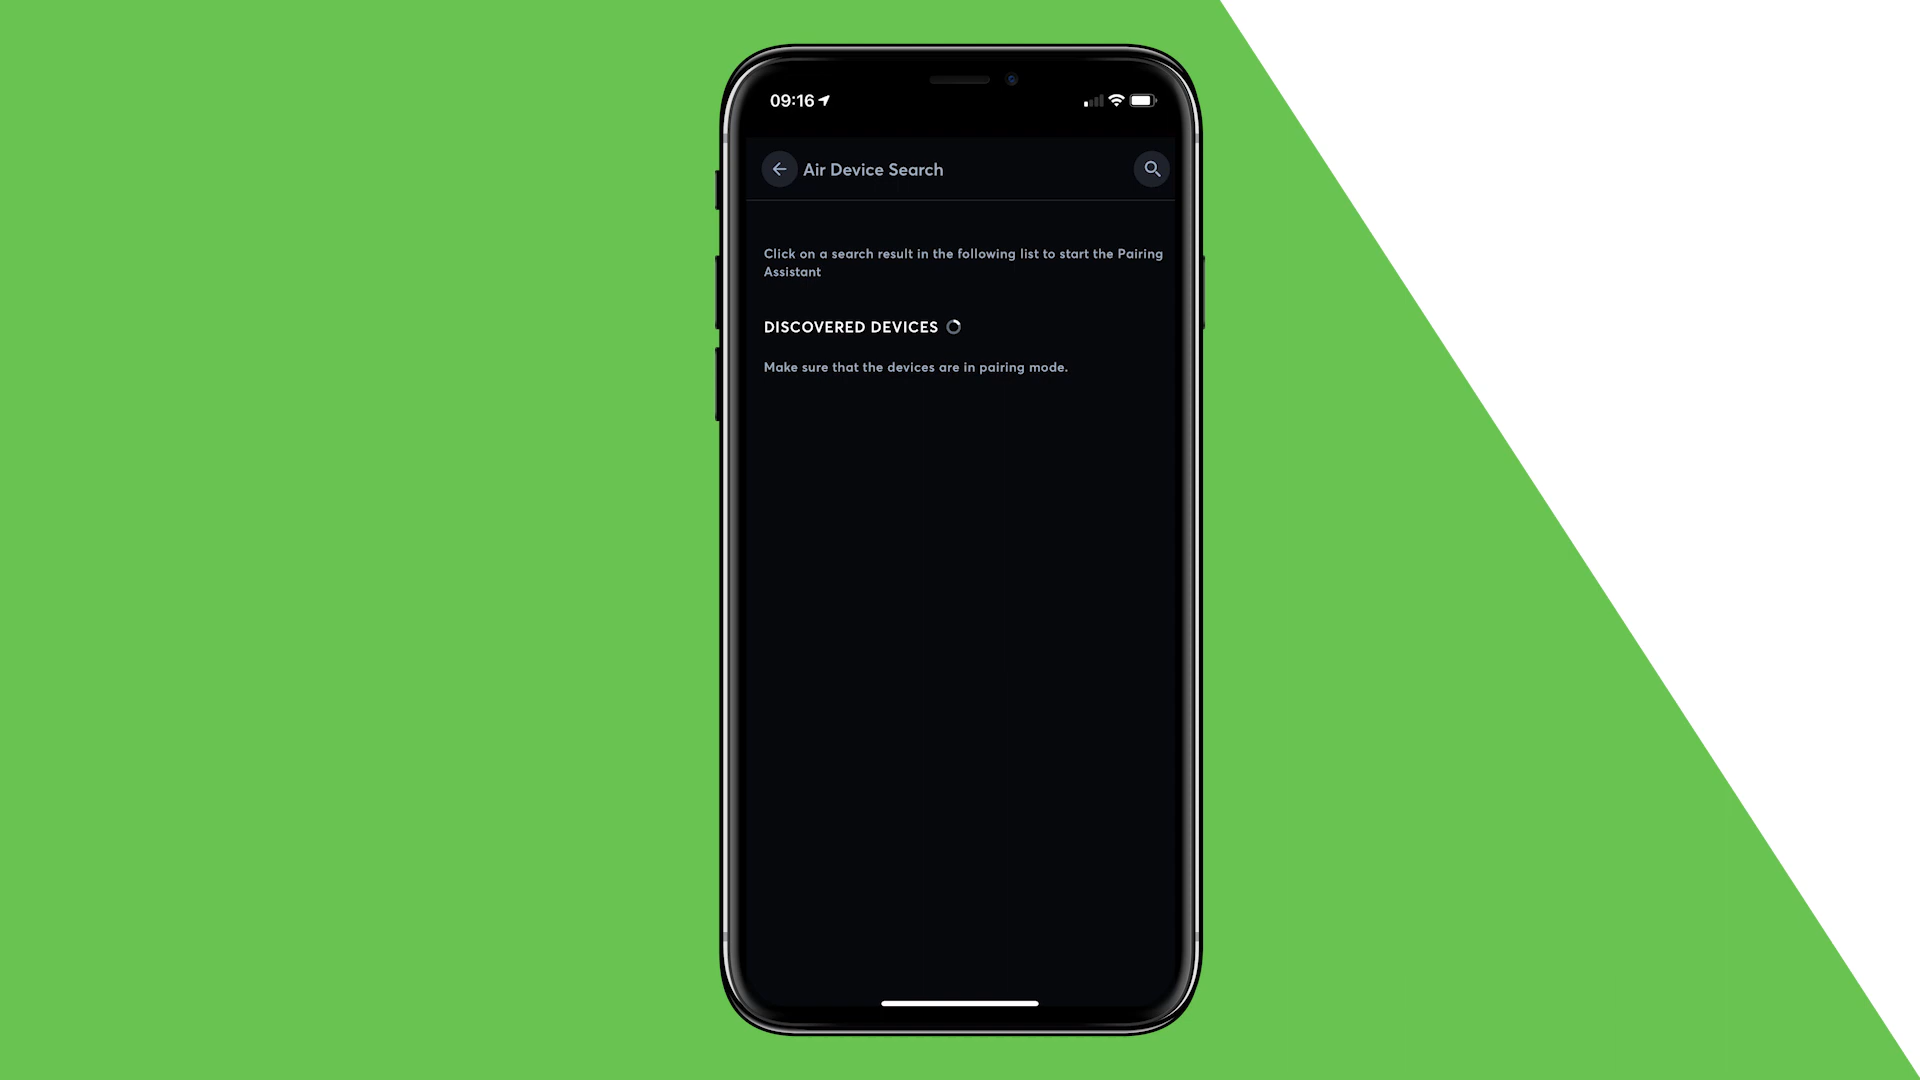 09:16
Air Device Search
Click on a search result in the following list to start the Pairing
Assistant
DISCOVERED DEVICES
Make sure that the devices are in pairing mode.